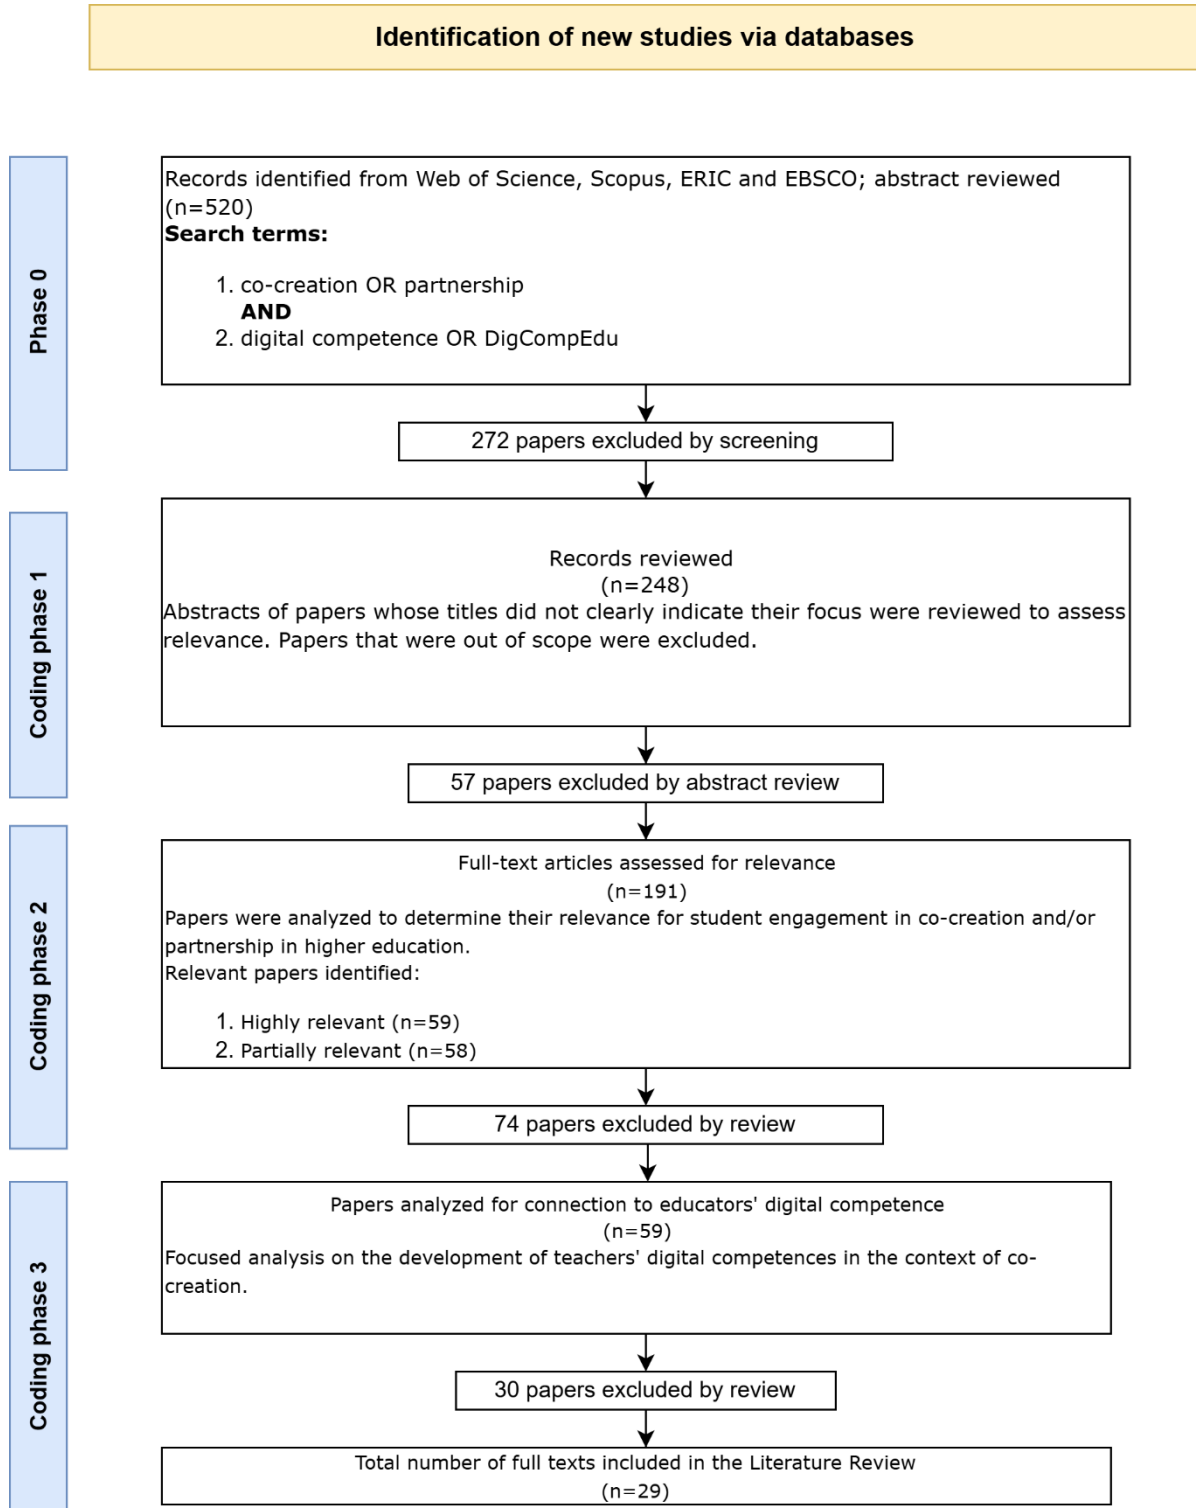 Identification of new studies via databases
Phase 0
Records identified from Web of Science, Scopus, ERIC and EBSCO; abstract reviewed
(n=520)
Search terms:
1. co-creation OR partnership
AND
2. digital competence OR DigCompEdu
272 papers excluded by screening
Coding phase 1
Records reviewed
(n=248)
Abstracts of papers whose titles did not clearly indicate their focus were reviewed to assess
relevance. Papers that were out of scope were excluded.
57 papers excluded by abstract review
Coding phase 2
Full-text articles assessed for relevance
(n=191)
Papers were analyzed to determine their relevance for student engagement in co-creation and/or
partnership in higher education.
Relevant papers identified:
1. Highly relevant (n=59)
2. Partially relevant (n=58)
74 papers excluded by review
Coding phase 3
Papers analyzed for connection to educators' digital competence
(n=59)
Focused analysis on the development of teachers' digital competences in the context of co-
creation.
30 papers excluded by review
Total number of full texts included in the Literature Review
(n=29)